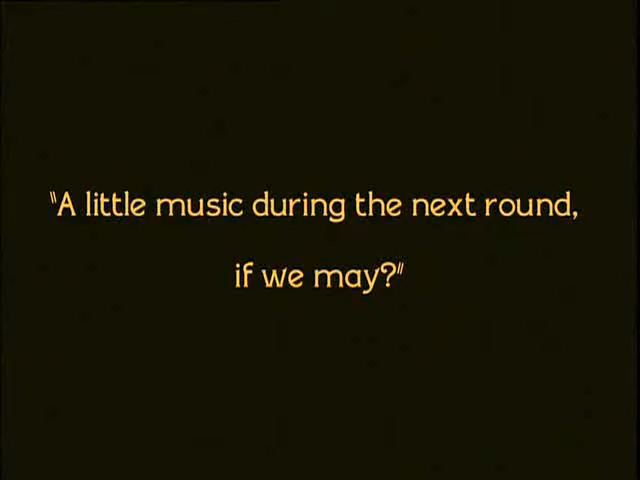 "A little music during the next round,
if we may?"